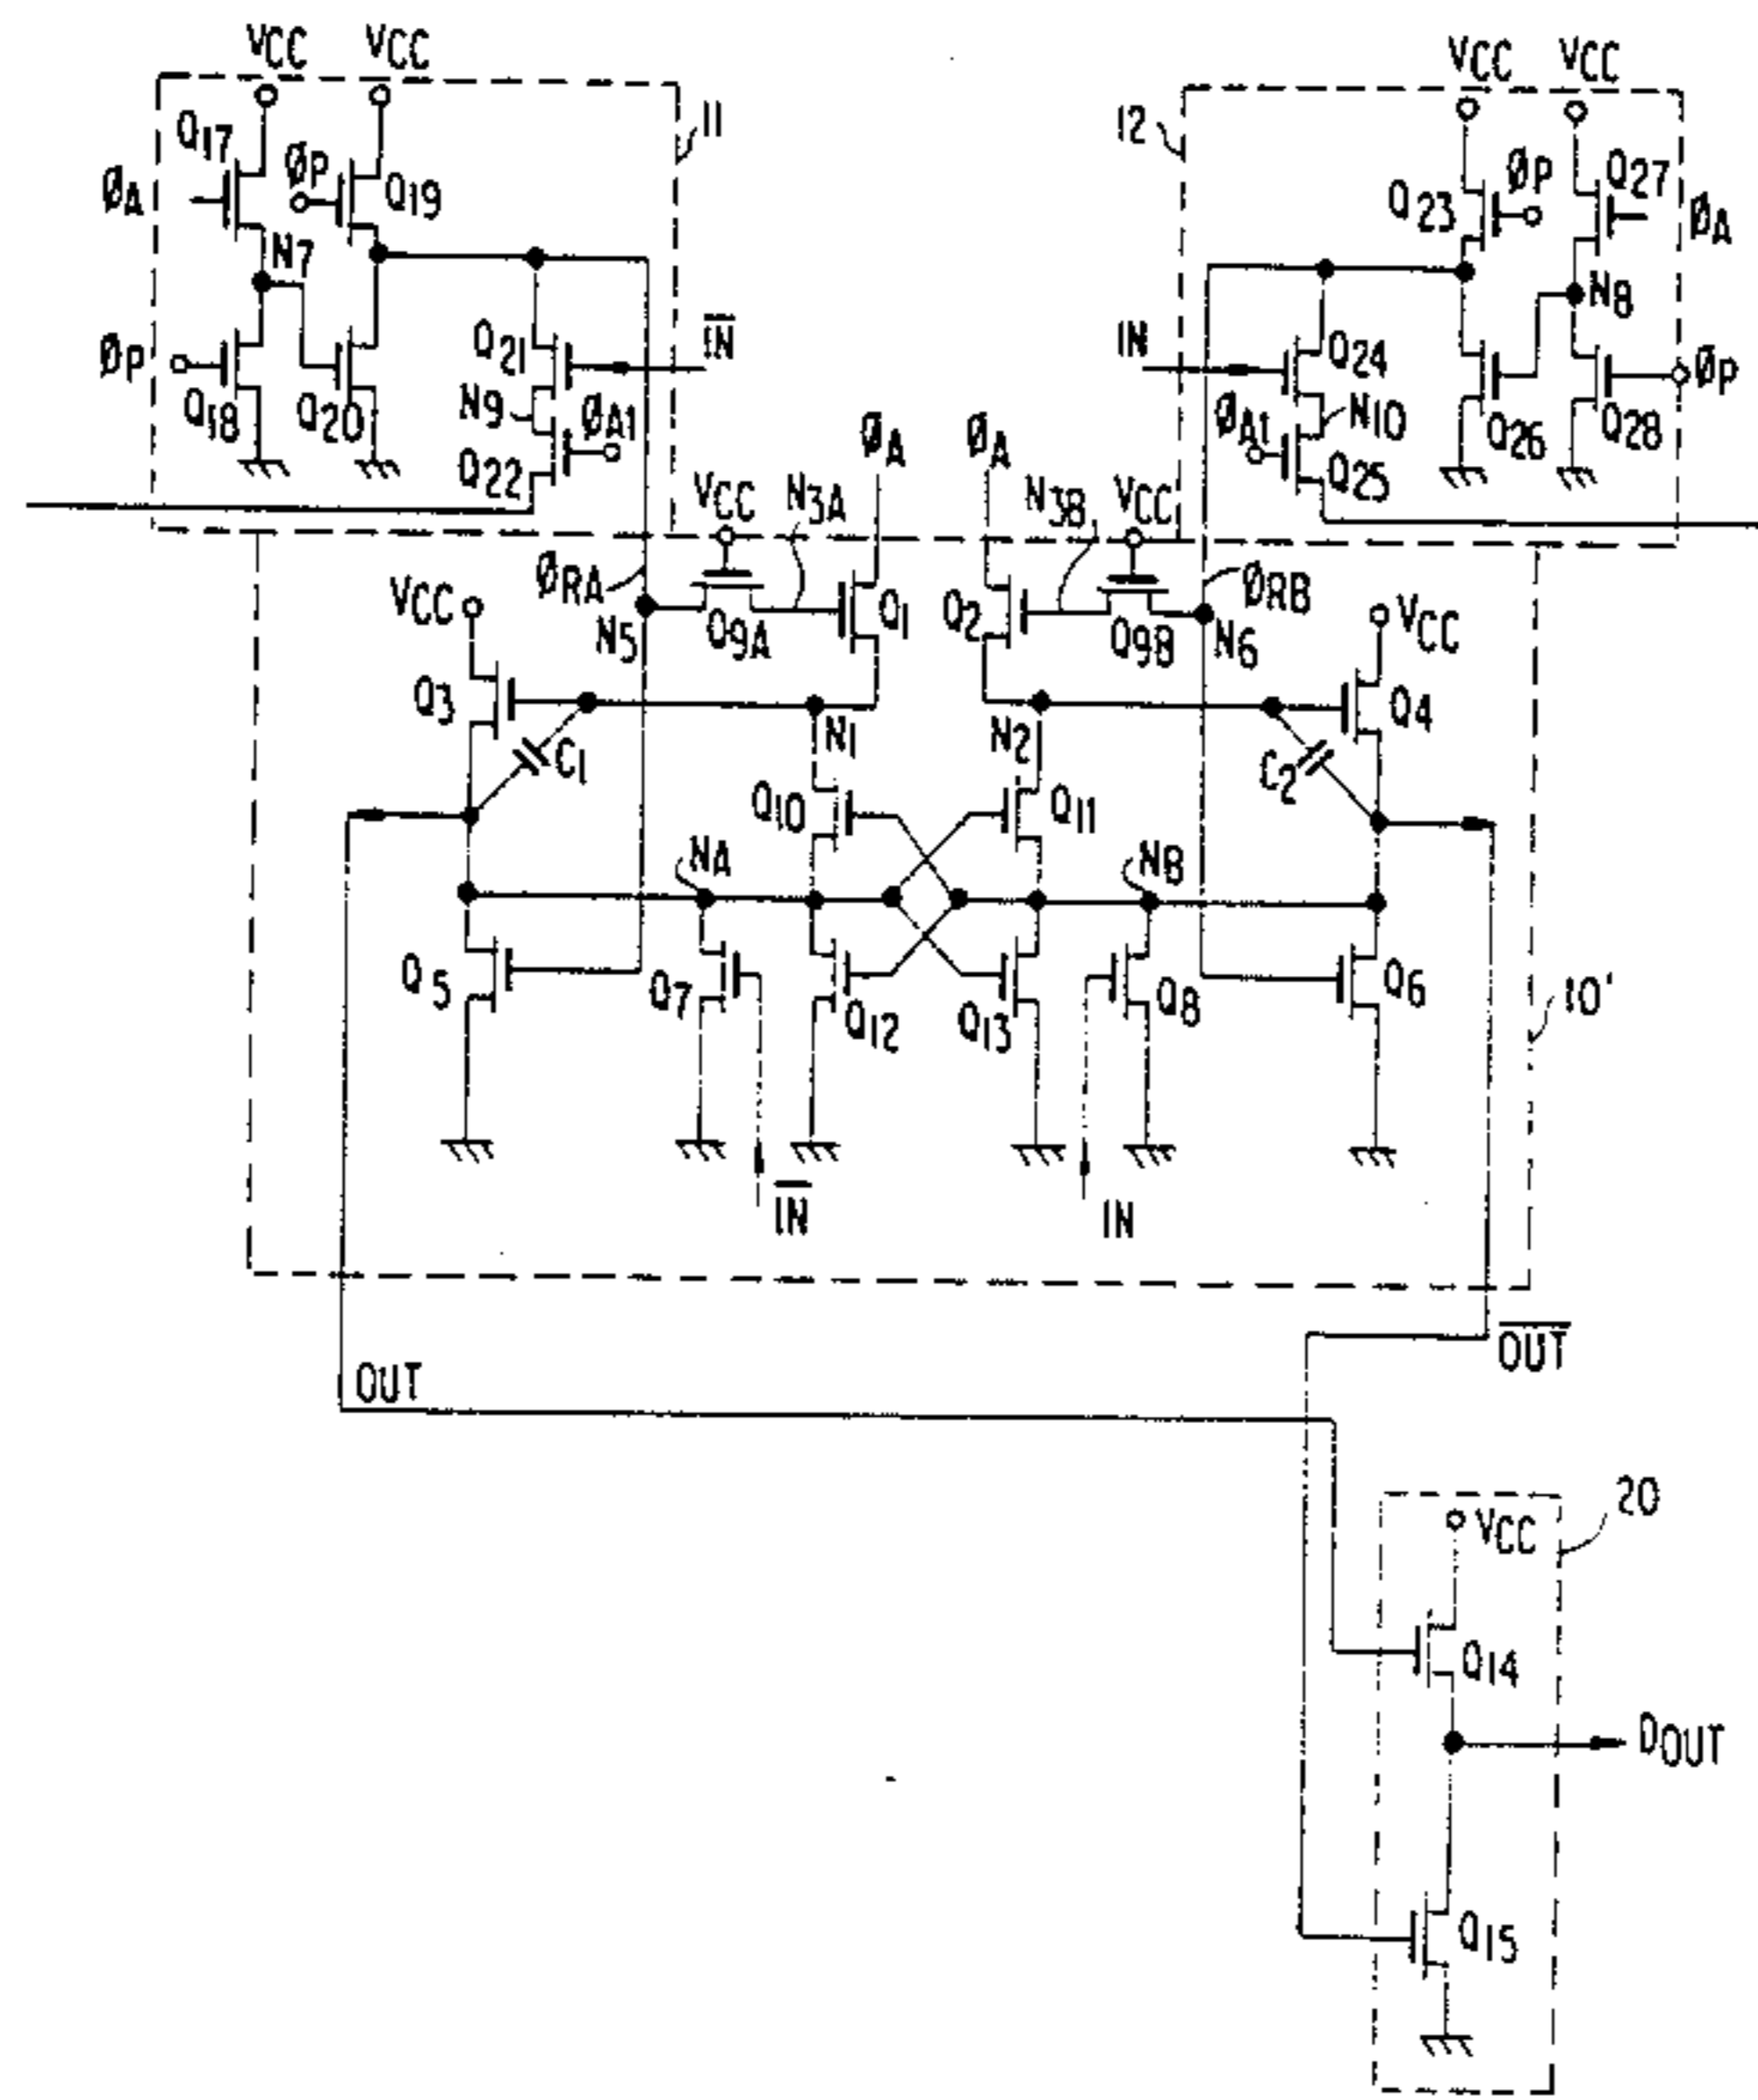 VCC VCC
VCC VCC
Q17
ØP
Q19
11
12
Q23
ØP
Q27
ØA
ØA
N7
N8
ØP
Q18
Q20
Q21
N9
ØA1
Q22
IN
IN
Q24
ØA1
N10
Q25
Q26
Q28
ØP
ØA
ØA
VCC
N3A
N3B
VCC
ØRA
ØRB
VCC
N5
Q9A
Q1
Q2
Q9B
N6
VCC
Q3
C1
N1
N2
C2
Q4
Q10
Q11
NA
NB
Q5
Q7
Q12
Q13
Q8
Q6
10'
IN
IN
OUT
OUT
20
VCC
Q14
DOUT
Q15